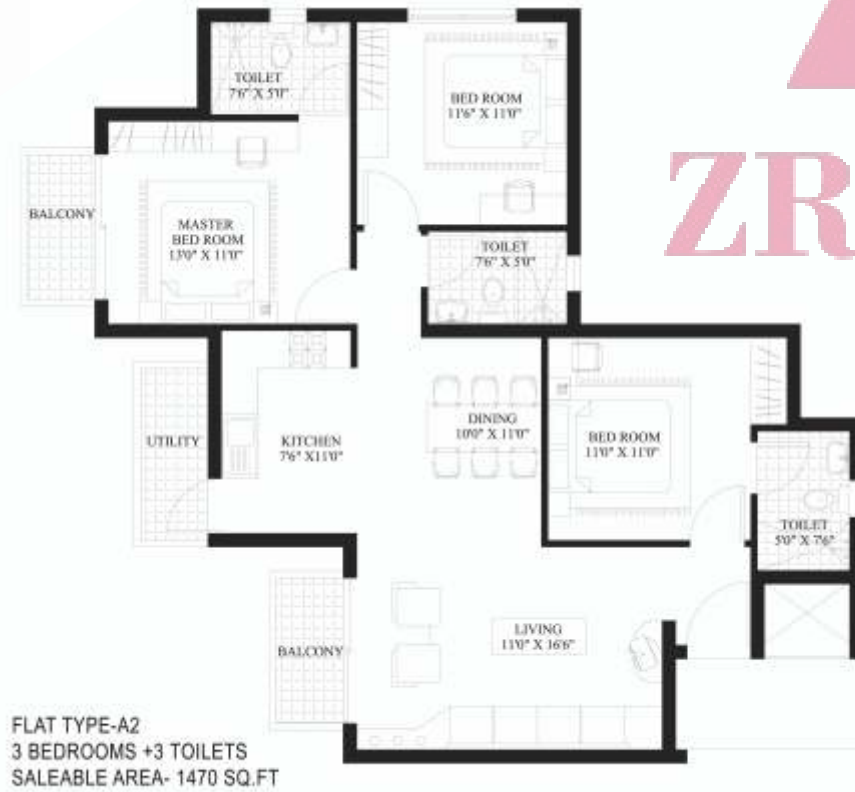 TOILET
7'6" X 5'0"
BED ROOM
11'6" X 11'0"
ZR
BALCONY
MASTER
BED ROOM
13'0" X 11'0"
TOILET
7'6" X 5'0"
UTILITY
KITCHEN
7'6" X11'0"
DINING
10'0" X 11'0"
BED ROOM
11'0" X 11'0"
TOILET
5'0" X 7'6"
BALCONY
LIVING
11'0" X 16'6"
FLAT TYPE-A2
3 BEDROOMS +3 TOILETS
SALEABLE AREA- 1470 SQ.FT